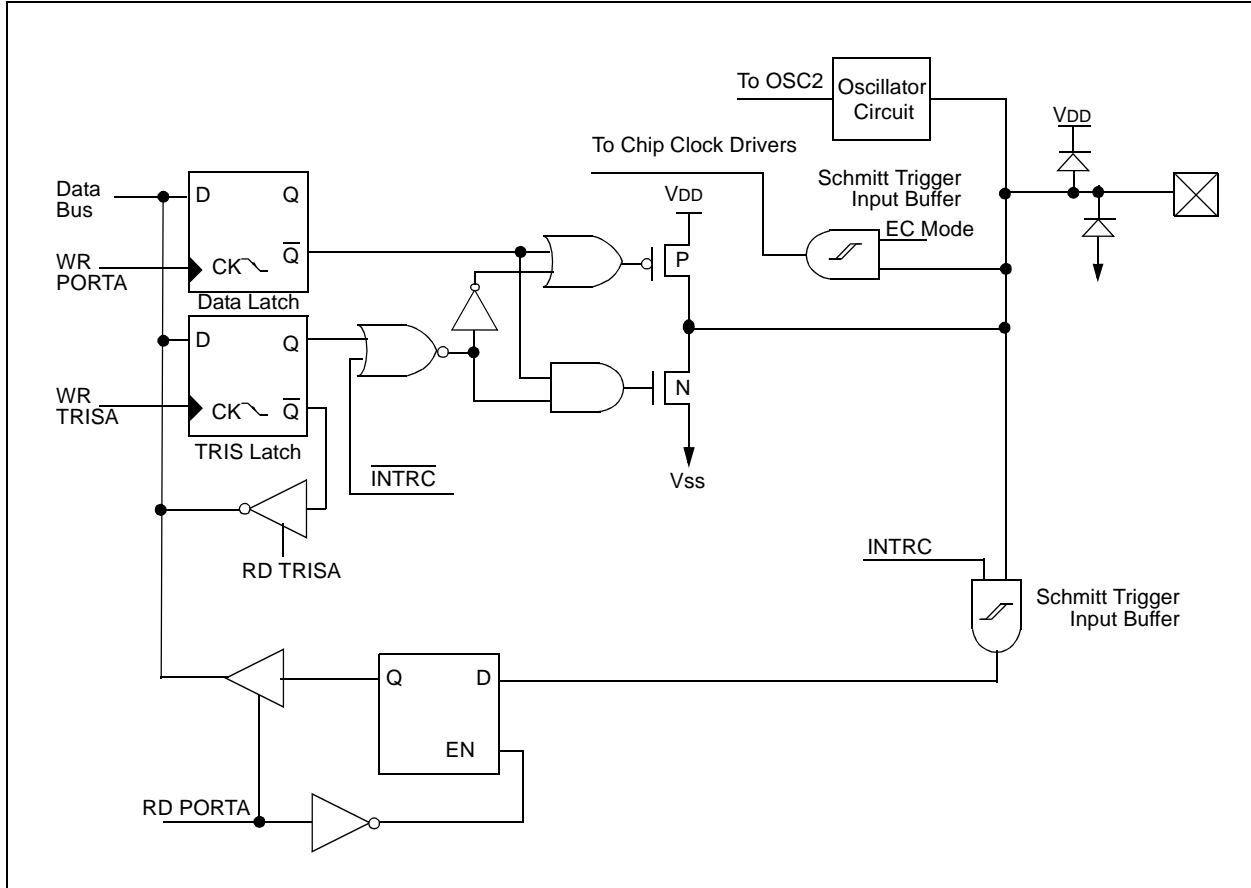 To OSC2
Oscillator
Circuit
VDD
To Chip Clock Drivers
Schmitt Trigger
Input Buffer
EC Mode
VDD
Data
Bus
D
Q
Q̅
WR
PORTA
CK
Data Latch
P
D
Q
WR
TRISA
CK
Q̅
TRIS Latch
N
I̅N̅T̅R̅C̅
Vss
RD TRISA
INTRC
Schmitt Trigger
Input Buffer
Q
D
EN
RD PORTA